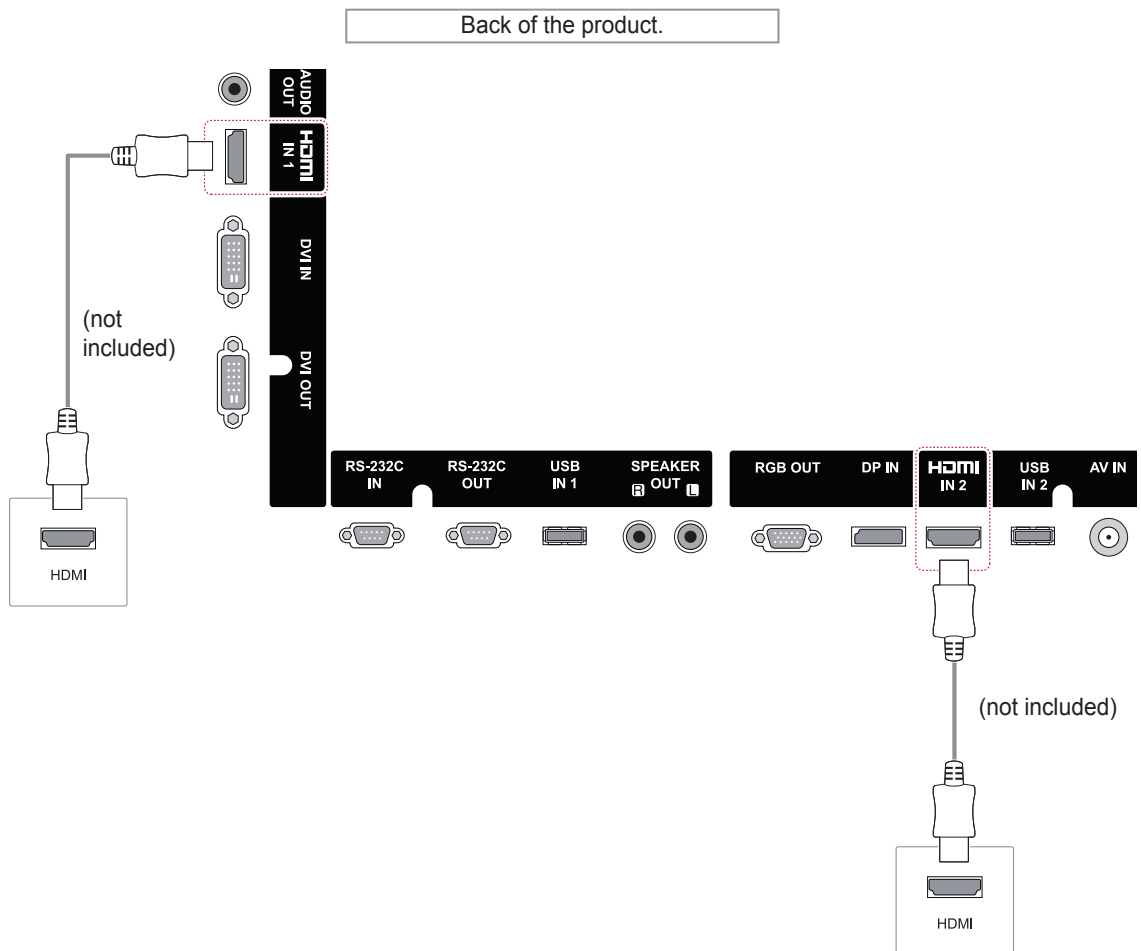 Back of the product.
AUDIO
OUT
HDMI
IN 1
DVI IN
(not
included)
DVI OUT
RS-232C
IN
RS-232C
OUT
USB
IN 1
SPEAKER
R OUT L
RGB OUT
DP IN
HDMI
IN 2
USB
IN 2
AV IN
HDMI
(not included)
HDMI